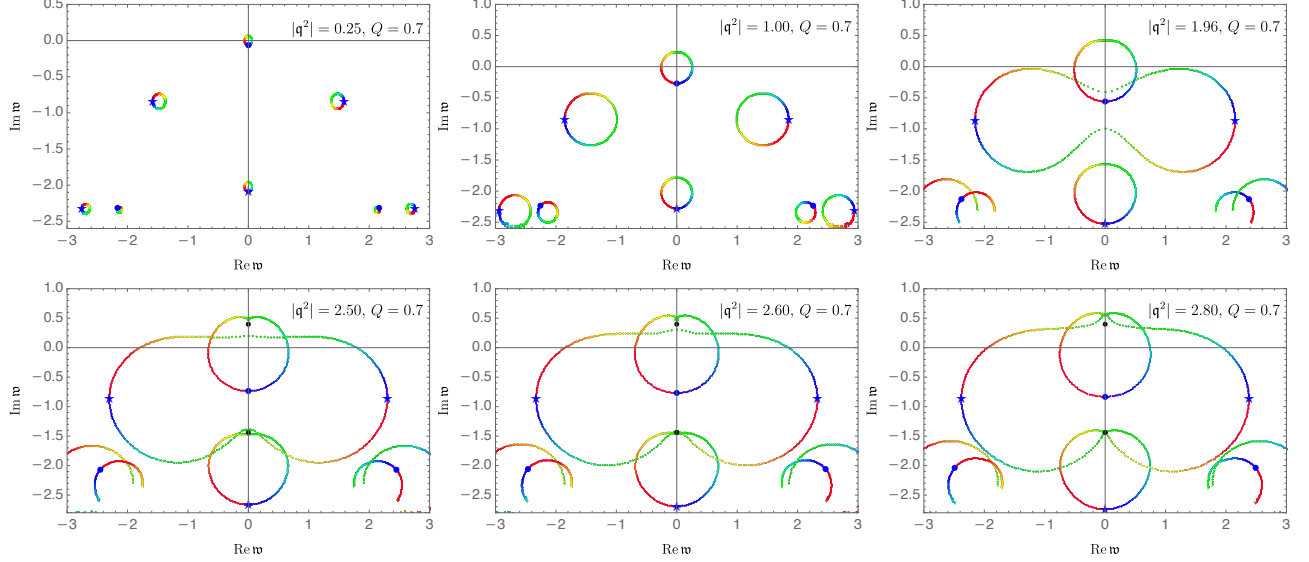 |𝔮²| = 0.25, Q = 0.7
Im 𝔴
0.5
0.0
−0.5
−1.0
−1.5
−2.0
−2.5
−3 −2 −1 0 1 2 3
Re 𝔴
|𝔮²| = 1.00, Q = 0.7
Im 𝔴
1.0
0.5
0.0
−0.5
−1.0
−1.5
−2.0
−2.5
−3 −2 −1 0 1 2 3
Re 𝔴
|𝔮²| = 1.96, Q = 0.7
Im 𝔴
1.0
0.5
0.0
−0.5
−1.0
−1.5
−2.0
−2.5
−3 −2 −1 0 1 2 3
Re 𝔴
|𝔮²| = 2.50, Q = 0.7
Im 𝔴
1.0
0.5
0.0
−0.5
−1.0
−1.5
−2.0
−2.5
−3 −2 −1 0 1 2 3
Re 𝔴
|𝔮²| = 2.60, Q = 0.7
Im 𝔴
1.0
0.5
0.0
−0.5
−1.0
−1.5
−2.0
−2.5
−3 −2 −1 0 1 2 3
Re 𝔴
|𝔮²| = 2.80, Q = 0.7
Im 𝔴
1.0
0.5
0.0
−0.5
−1.0
−1.5
−2.0
−2.5
−3 −2 −1 0 1 2 3
Re 𝔴